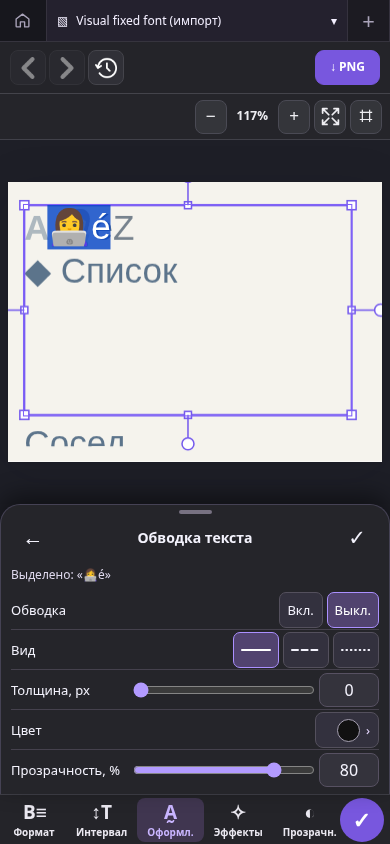 Visual fixed font (импорт) ▾ +
↓ PNG
− 117% +
A👩‍💻éZ
◆ Список
Сосед
← Обводка текста ✓
Выделено: «👩‍💻é»
Обводка Вкл. Выкл.
Вид
Толщина, px 0
Цвет ›
Прозрачность, % 80
B≡ ↕T A
Формат Интервал Оформл. Эффекты Прозрачн. ✓